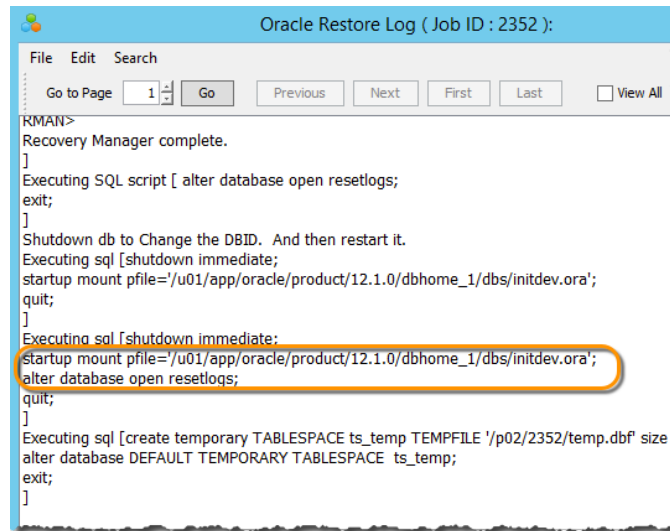 Oracle Restore Log ( Job ID : 2352 ):
File Edit Search
Go to Page 1 Go Previous Next First Last View All
RMAN>
Recovery Manager complete.
]
Executing SQL script [ alter database open resetlogs;
exit;
]
Shutdown db to Change the DBID.  And then restart it.
Executing sql [shutdown immediate;
startup mount pfile='/u01/app/oracle/product/12.1.0/dbhome_1/dbs/initdev.ora';
quit;
]
Executing sql [shutdown immediate;
startup mount pfile='/u01/app/oracle/product/12.1.0/dbhome_1/dbs/initdev.ora';
alter database open resetlogs;
quit;
]
Executing sql [create temporary TABLESPACE ts_temp TEMPFILE '/p02/2352/temp.dbf' size
alter database DEFAULT TEMPORARY TABLESPACE  ts_temp;
exit;
]